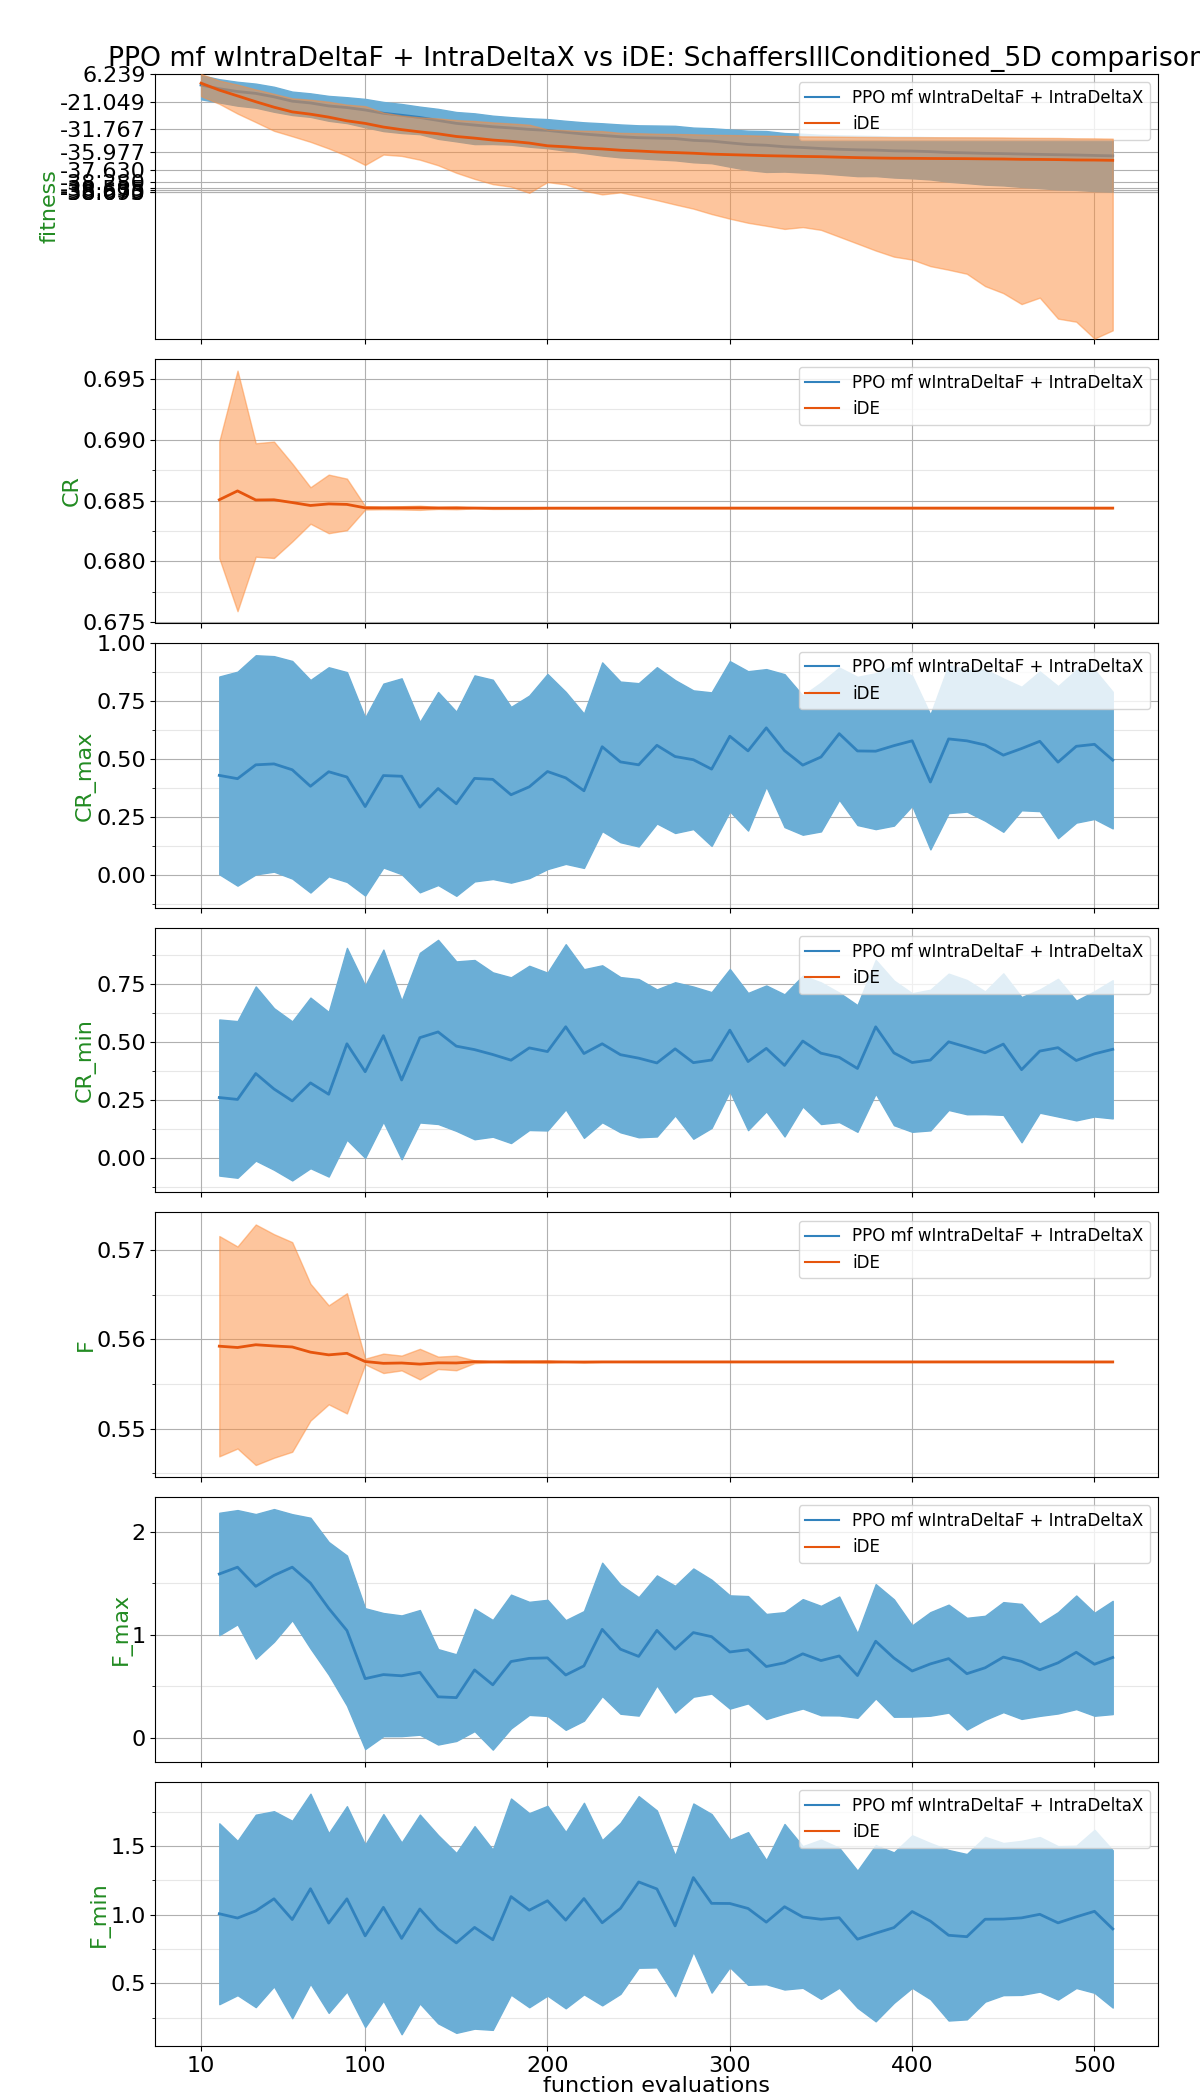 PPO mf wIntraDeltaF + IntraDeltaX vs iDE: SchaffersIIIConditioned_5D comparison
6.239
-21.049
-31.767
-35.977
-37.630
fitness
PPO mf wIntraDeltaF + IntraDeltaX
iDE
0.695
0.690
0.685
0.680
0.675
CR
PPO mf wIntraDeltaF + IntraDeltaX
iDE
1.00
0.75
0.50
0.25
0.00
CR_max
PPO mf wIntraDeltaF + IntraDeltaX
iDE
0.75
0.50
0.25
0.00
CR_min
PPO mf wIntraDeltaF + IntraDeltaX
iDE
0.57
0.56
0.55
F
PPO mf wIntraDeltaF + IntraDeltaX
iDE
2
1
0
F_max
PPO mf wIntraDeltaF + IntraDeltaX
iDE
1.5
1.0
0.5
F_min
PPO mf wIntraDeltaF + IntraDeltaX
iDE
10 100 200 300 400 500
function evaluations